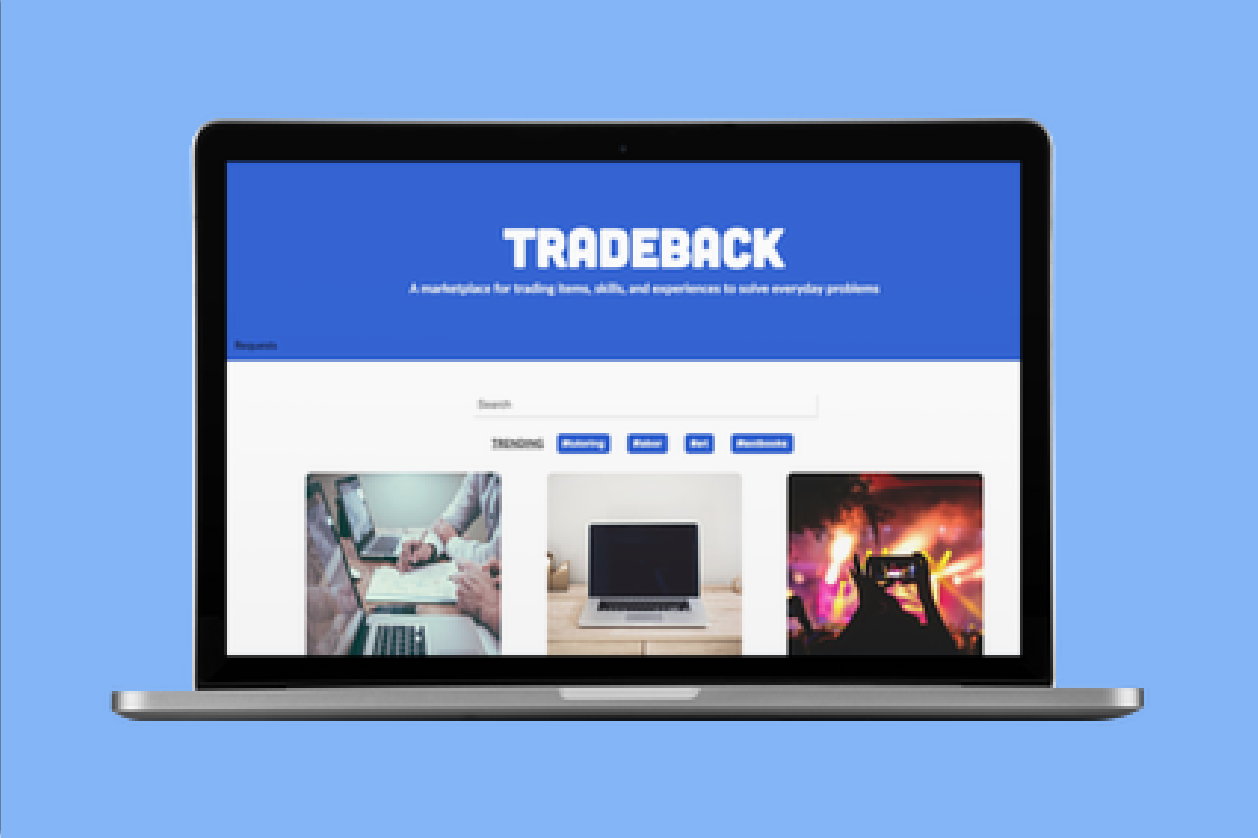 TRADEBACK
A marketplace for trading items, skills, and experiences to solve everyday problems
Requests
Search
TRENDING #tutoring #labor #art #textbooks